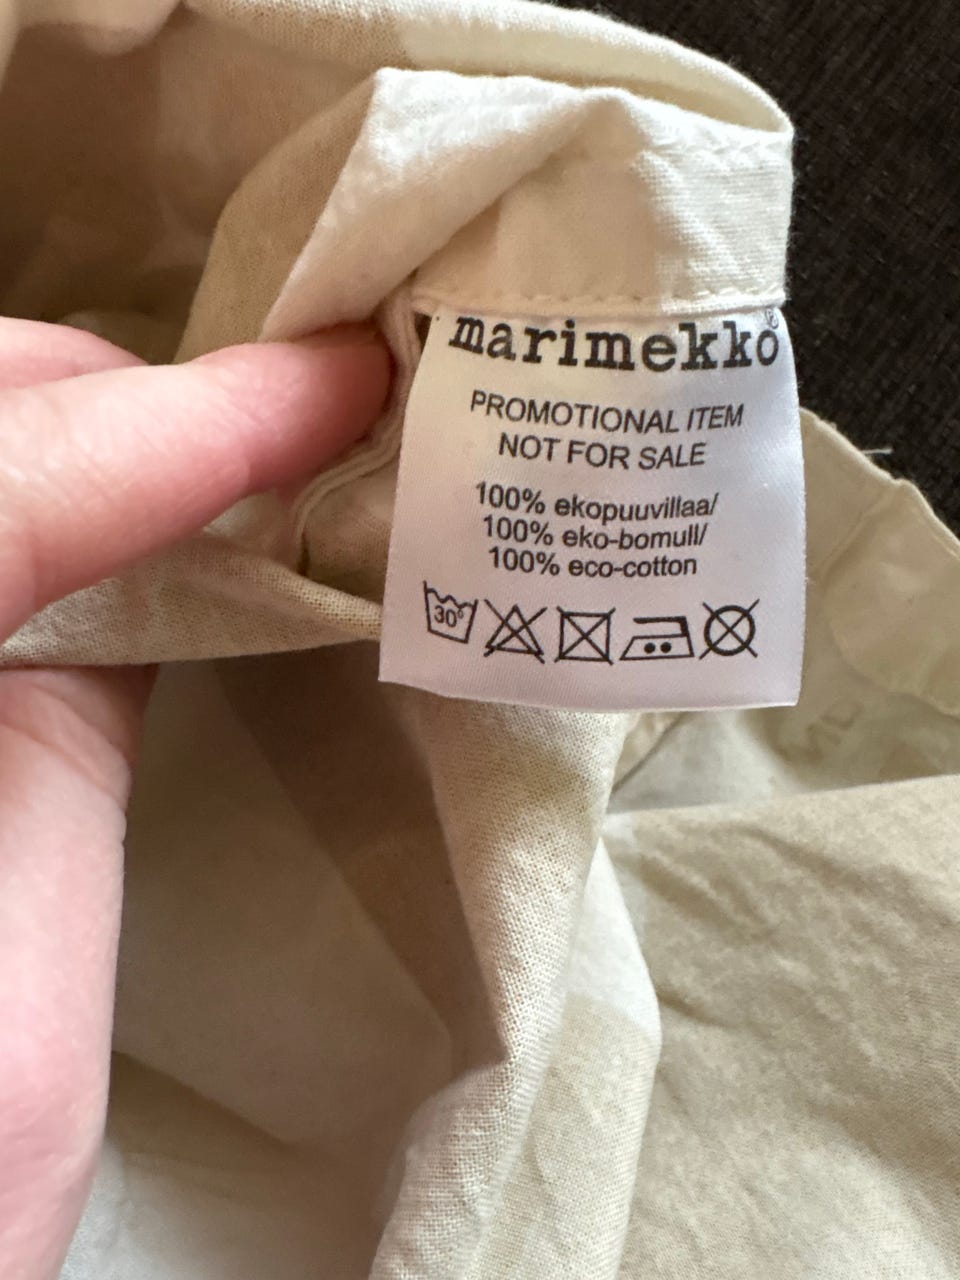 marimekko®
PROMOTIONAL ITEM
NOT FOR SALE
100% ekopuuvillaa/
100% eko-bomull/
100% eco-cotton
30°